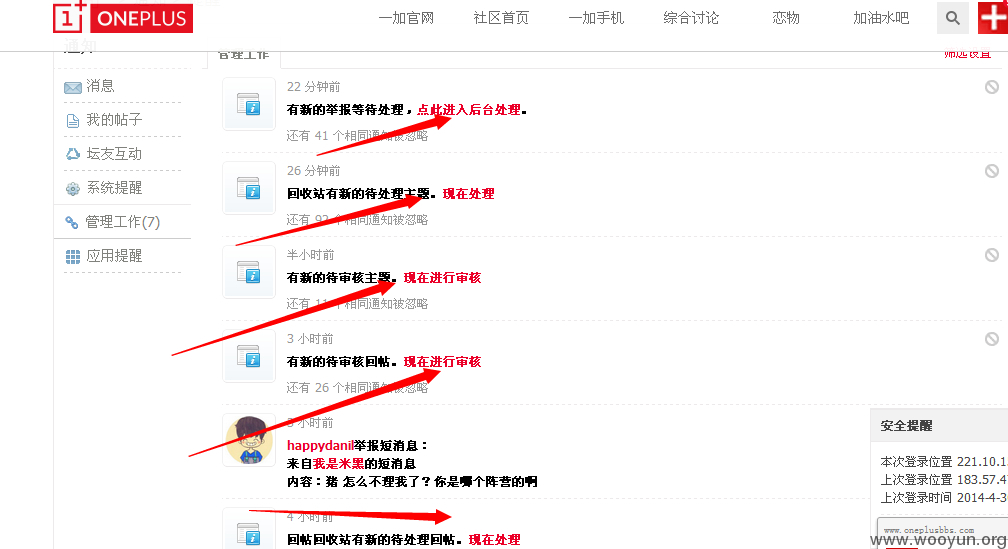 1+ ONEPLUS
一加官网 社区首页 一加手机 综合讨论 恋物 加油水吧
通知
管理工作 筛选设置
消息
我的帖子
坛友互动
系统提醒
管理工作(7)
应用提醒
22 分钟前
有新的举报等待处理，点此进入后台处理。
还有 41 个相同通知被忽略
26 分钟前
回收站有新的待处理主题。现在处理
还有 92 个相同通知被忽略
半小时前
有新的待审核主题。现在进行审核
还有 11 个相同通知被忽略
3 小时前
有新的待审核回帖。现在进行审核
还有 26 个相同通知被忽略
小时前
happydanil举报短消息：
来自我是米黑的短消息
内容：猪 怎么不理我了？你是哪个阵营的啊
4 小时前
回帖回收站有新的待处理回帖。现在处理
安全提醒
本次登录位置 221.10.1
上次登录位置 183.57.4
上次登录时间 2014-4-3
www.oneplusbbs.com
www.wooyun.org